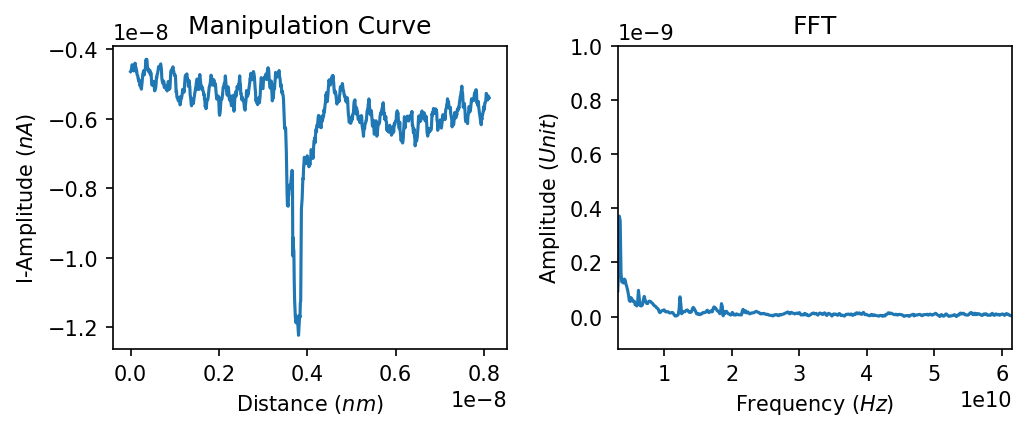 Manipulation Curve
1e−8
−0.4
−0.6
−0.8
−1.0
−1.2
I-Amplitude (nA)
0.0 0.2 0.4 0.6 0.8
1e−8
Distance (nm)
FFT
1e−9
1.0
0.8
0.6
0.4
0.2
0.0
Amplitude (Unit)
1 2 3 4 5 6
1e10
Frequency (Hz)